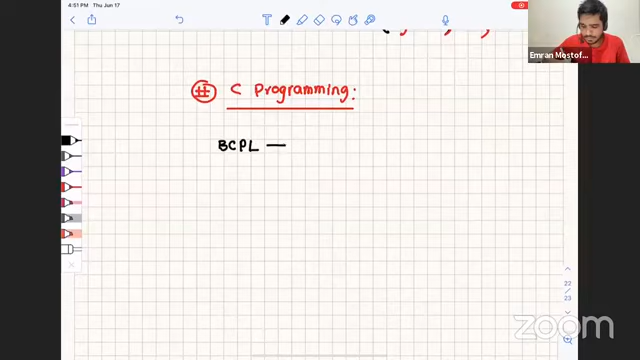 4:51 PM Thu Jun 17
Emran Mostof...
# C Programming:
BCPL —
22
/
23
zoom